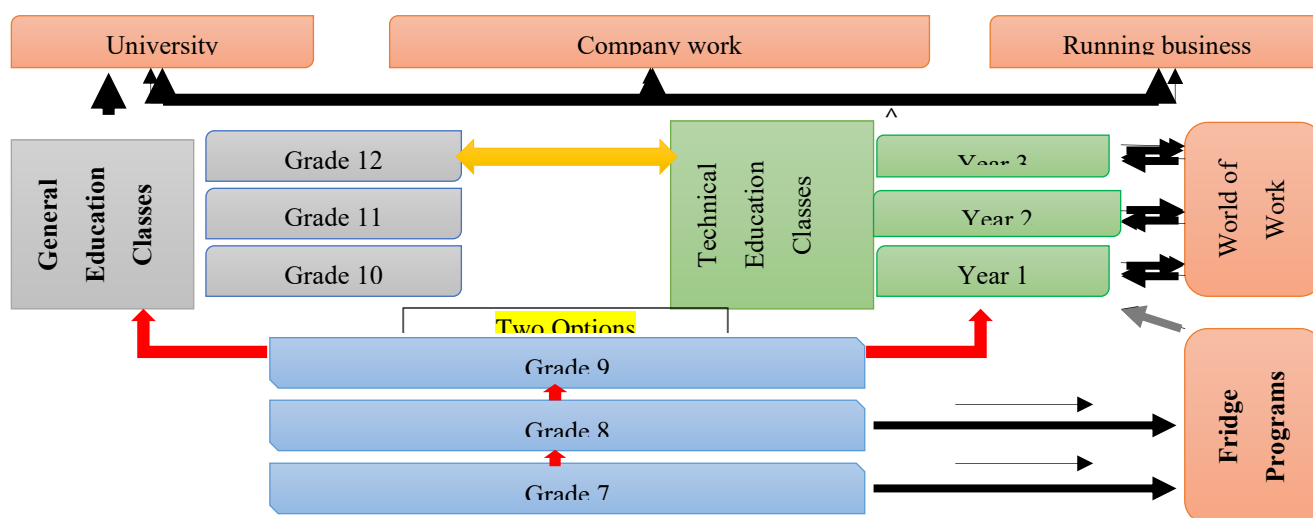 University
Company work
Running business
General
Education
Classes
Grade 12
Grade 11
Grade 10
Technical
Education
Classes
Year 3
Year 2
Year 1
World of
Work
Two Options
Grade 9
Grade 8
Grade 7
Fridge
Programs